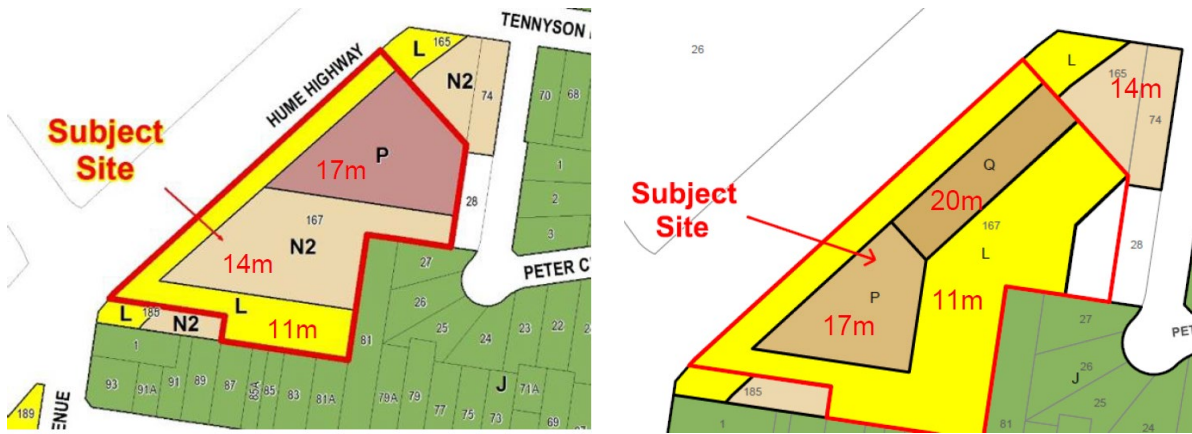 TENNYSON
HUME HIGHWAY
L 165
N2
74
70 68
Subject
Site
17m
P
1
2
3
28
167
N2
14m
PETER C
27
26
25
24
23
22
81
L
L
185
N2
11m
1
93
91A
91
89
87
85A
85
83
81A
79A
79
77
75
73
71A
69
J
189
ENUE
26
L
165
14m
74
Q
20m
Subject
Site
167
L
28
P
17m
11m
PE
27
26
25
24
J
185
1
81